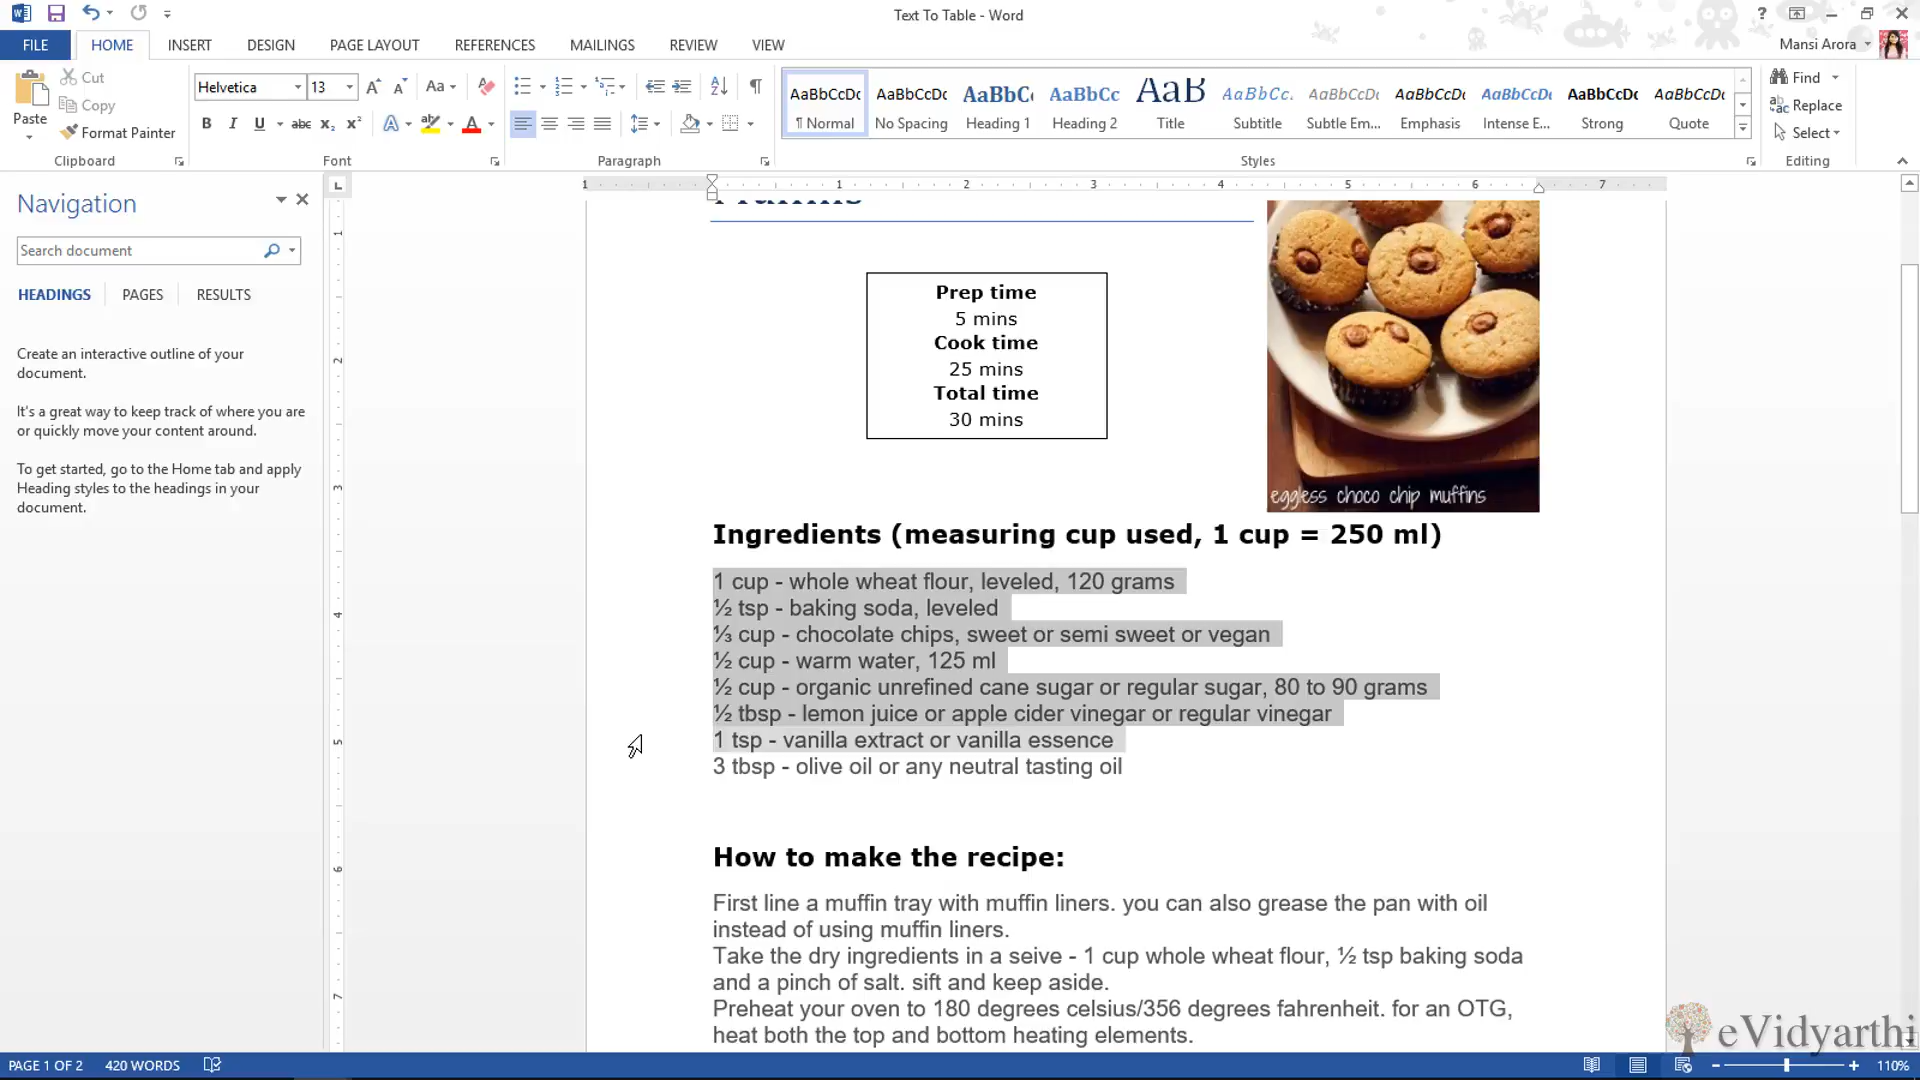 Text To Table - Word
?
FILE
HOME
INSERT
DESIGN
PAGE LAYOUT
REFERENCES
MAILINGS
REVIEW
VIEW
Mansi Arora
Paste
Cut
Copy
Format Painter
Clipboard
Helvetica
13
Font
Paragraph
AaBbCcDc AaBbCcDc AaBbC AaBbCc AaB AaBbCc. AaBbCcDc AaBbCcDc AaBbCcDc AaBbCcDc AaBbCcDc
¶ Normal No Spacing Heading 1 Heading 2 Title Subtitle Subtle Em... Emphasis Intense E... Strong Quote
Styles
Find
Replace
Select
Editing
Navigation
Search document
HEADINGS PAGES RESULTS
Create an interactive outline of your
document.
It's a great way to keep track of where you are
or quickly move your content around.
To get started, go to the Home tab and apply
Heading styles to the headings in your
document.
Prep time
5 mins
Cook time
25 mins
Total time
30 mins
eggless choco chip muffins
Ingredients (measuring cup used, 1 cup = 250 ml)
1 cup - whole wheat flour, leveled, 120 grams
½ tsp - baking soda, leveled
⅓ cup - chocolate chips, sweet or semi sweet or vegan
½ cup - warm water, 125 ml
½ cup - organic unrefined cane sugar or regular sugar, 80 to 90 grams
½ tbsp - lemon juice or apple cider vinegar or regular vinegar
1 tsp - vanilla extract or vanilla essence
3 tbsp - olive oil or any neutral tasting oil
How to make the recipe:
First line a muffin tray with muffin liners. you can also grease the pan with oil
instead of using muffin liners.
Take the dry ingredients in a seive - 1 cup whole wheat flour, ½ tsp baking soda
and a pinch of salt. sift and keep aside.
Preheat your oven to 180 degrees celsius/356 degrees fahrenheit. for an OTG,
heat both the top and bottom heating elements.
eVidyarthi
PAGE 1 OF 2
420 WORDS
110%